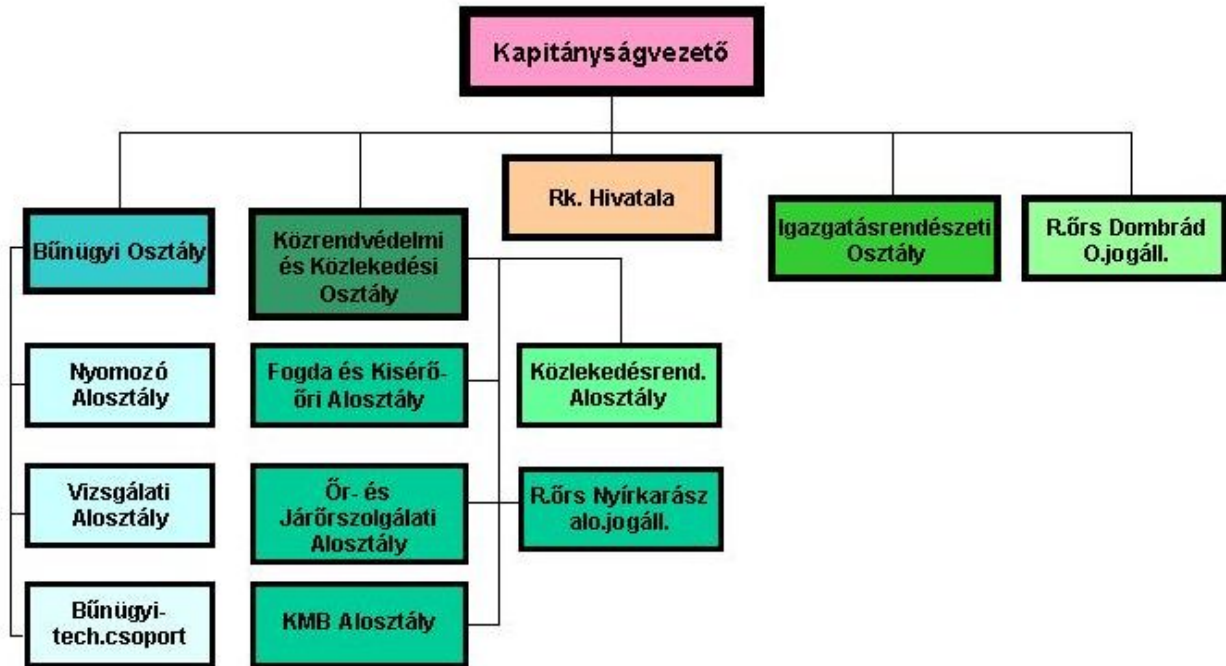 Kapitányságvezető
Rk. Hivatala
Bűnügyi Osztály
Közrendvédelmi
és Közlekedési
Osztály
Igazgatásrendészeti
Osztály
R.őrs Dombrád
O.jogáll.
Nyomozó
Alosztály
Fogda és Kisérő-
őri Alosztály
Közlekedésrend.
Alosztály
Vizsgálati
Alosztály
Őr- és
Járőrszolgálati
Alosztály
R.őrs Nyírkarász
alo.jogáll.
Bűnügyi-
tech.csoport
KMB Alosztály